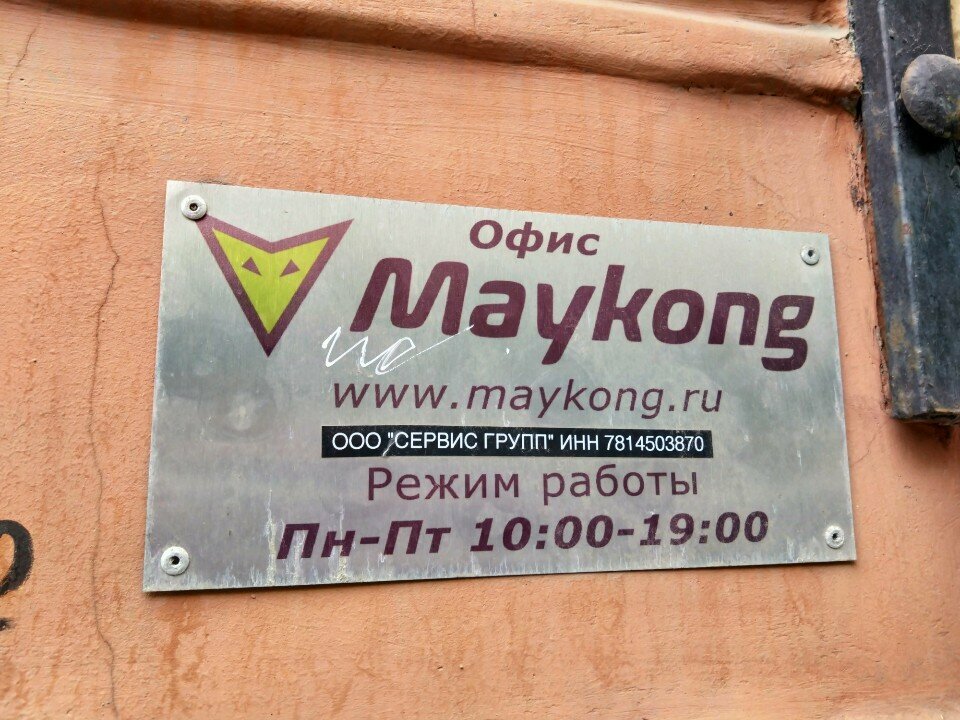 Офис
Maykong
www.maykong.ru
ООО "СЕРВИС ГРУПП" ИНН 7814503870
Режим работы
Пн-Пт 10:00-19:00